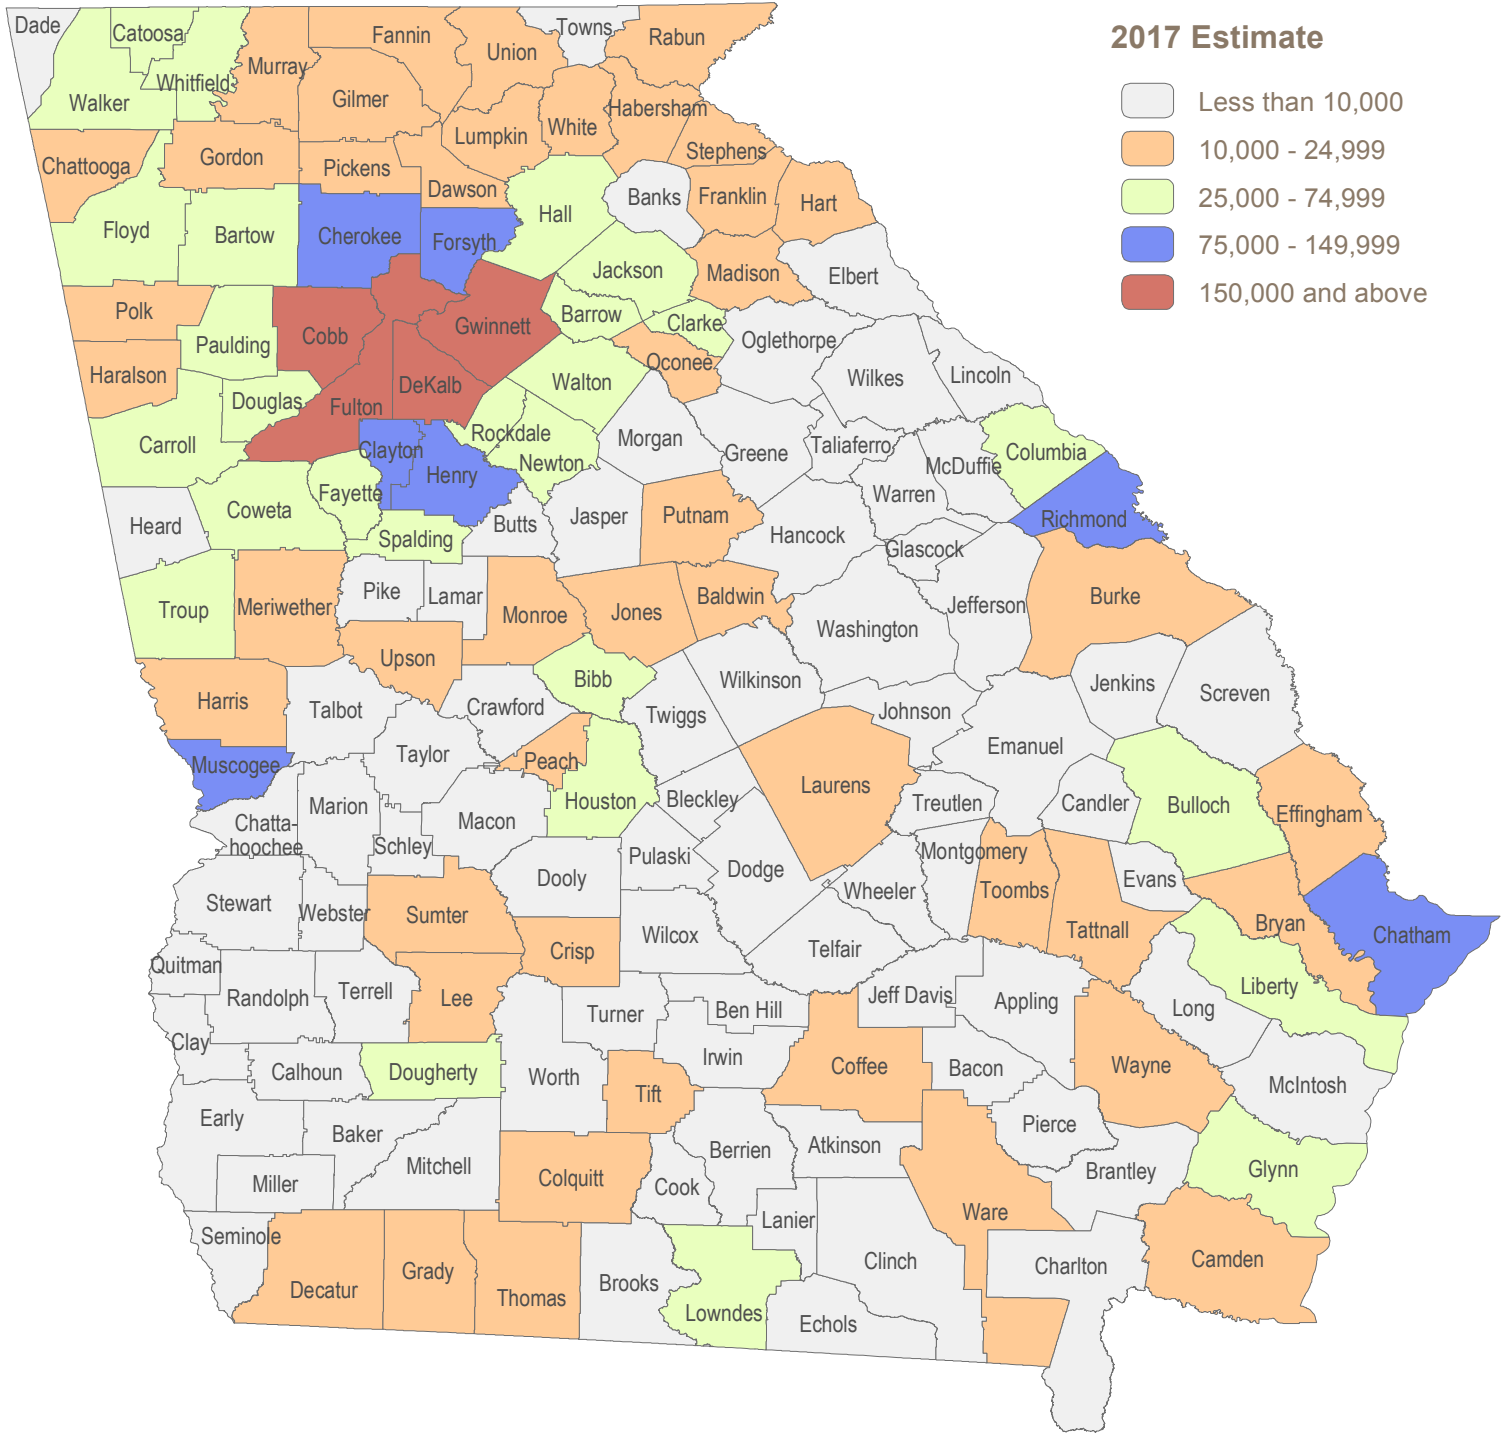 2017 Estimate
Less than 10,000
10,000 - 24,999
25,000 - 74,999
75,000 - 149,999
150,000 and above
Dade
Catoosa
Walker
Whitfield
Murray
Fannin
Gilmer
Union
Towns
Rabun
Lumpkin
White
Habersham
Stephens
Chattooga
Gordon
Pickens
Dawson
Banks
Franklin
Hart
Floyd
Bartow
Cherokee
Forsyth
Hall
Jackson
Madison
Elbert
Polk
Paulding
Cobb
Gwinnett
Barrow
Clarke
Oglethorpe
Haralson
Douglas
Fulton
DeKalb
Walton
Oconee
Wilkes
Lincoln
Carroll
Clayton
Henry
Rockdale
Newton
Morgan
Greene
Taliaferro
McDuffie
Columbia
Heard
Coweta
Fayette
Spalding
Butts
Jasper
Putnam
Hancock
Warren
Glascock
Richmond
Troup
Meriwether
Pike
Lamar
Monroe
Jones
Baldwin
Washington
Jefferson
Burke
Upson
Harris
Talbot
Crawford
Bibb
Twiggs
Wilkinson
Johnson
Jenkins
Screven
Muscogee
Taylor
Peach
Houston
Bleckley
Laurens
Emanuel
Treutlen
Candler
Bulloch
Effingham
Chatta-
hoochee
Marion
Schley
Macon
Dooly
Pulaski
Dodge
Wheeler
Montgomery
Toombs
Tattnall
Evans
Bryan
Chatham
Stewart
Webster
Sumter
Crisp
Wilcox
Telfair
Liberty
Quitman
Randolph
Terrell
Lee
Turner
Ben Hill
Jeff Davis
Appling
Long
Clay
Calhoun
Dougherty
Worth
Tift
Irwin
Coffee
Bacon
Wayne
McIntosh
Early
Baker
Mitchell
Miller
Colquitt
Cook
Berrien
Atkinson
Pierce
Brantley
Glynn
Seminole
Decatur
Grady
Thomas
Brooks
Lowndes
Lanier
Echols
Clinch
Ware
Charlton
Camden